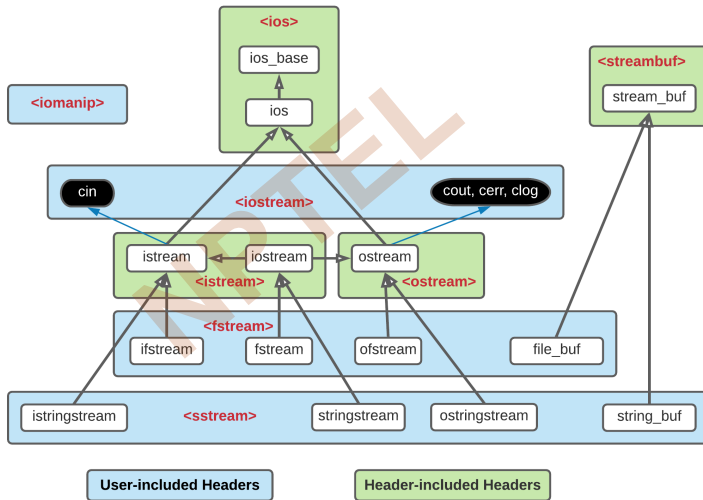 <ios>
ios_base
<streambuf>
stream_buf
<iomanip>
ios
cin
cout, cerr, clog
<iostream>
istream
iostream
ostream
<istream>
<ostream>
<fstream>
ifstream
fstream
ofstream
file_buf
istringstream
<sstream>
stringstream
ostringstream
string_buf
User-included Headers
Header-included Headers
NPTEL